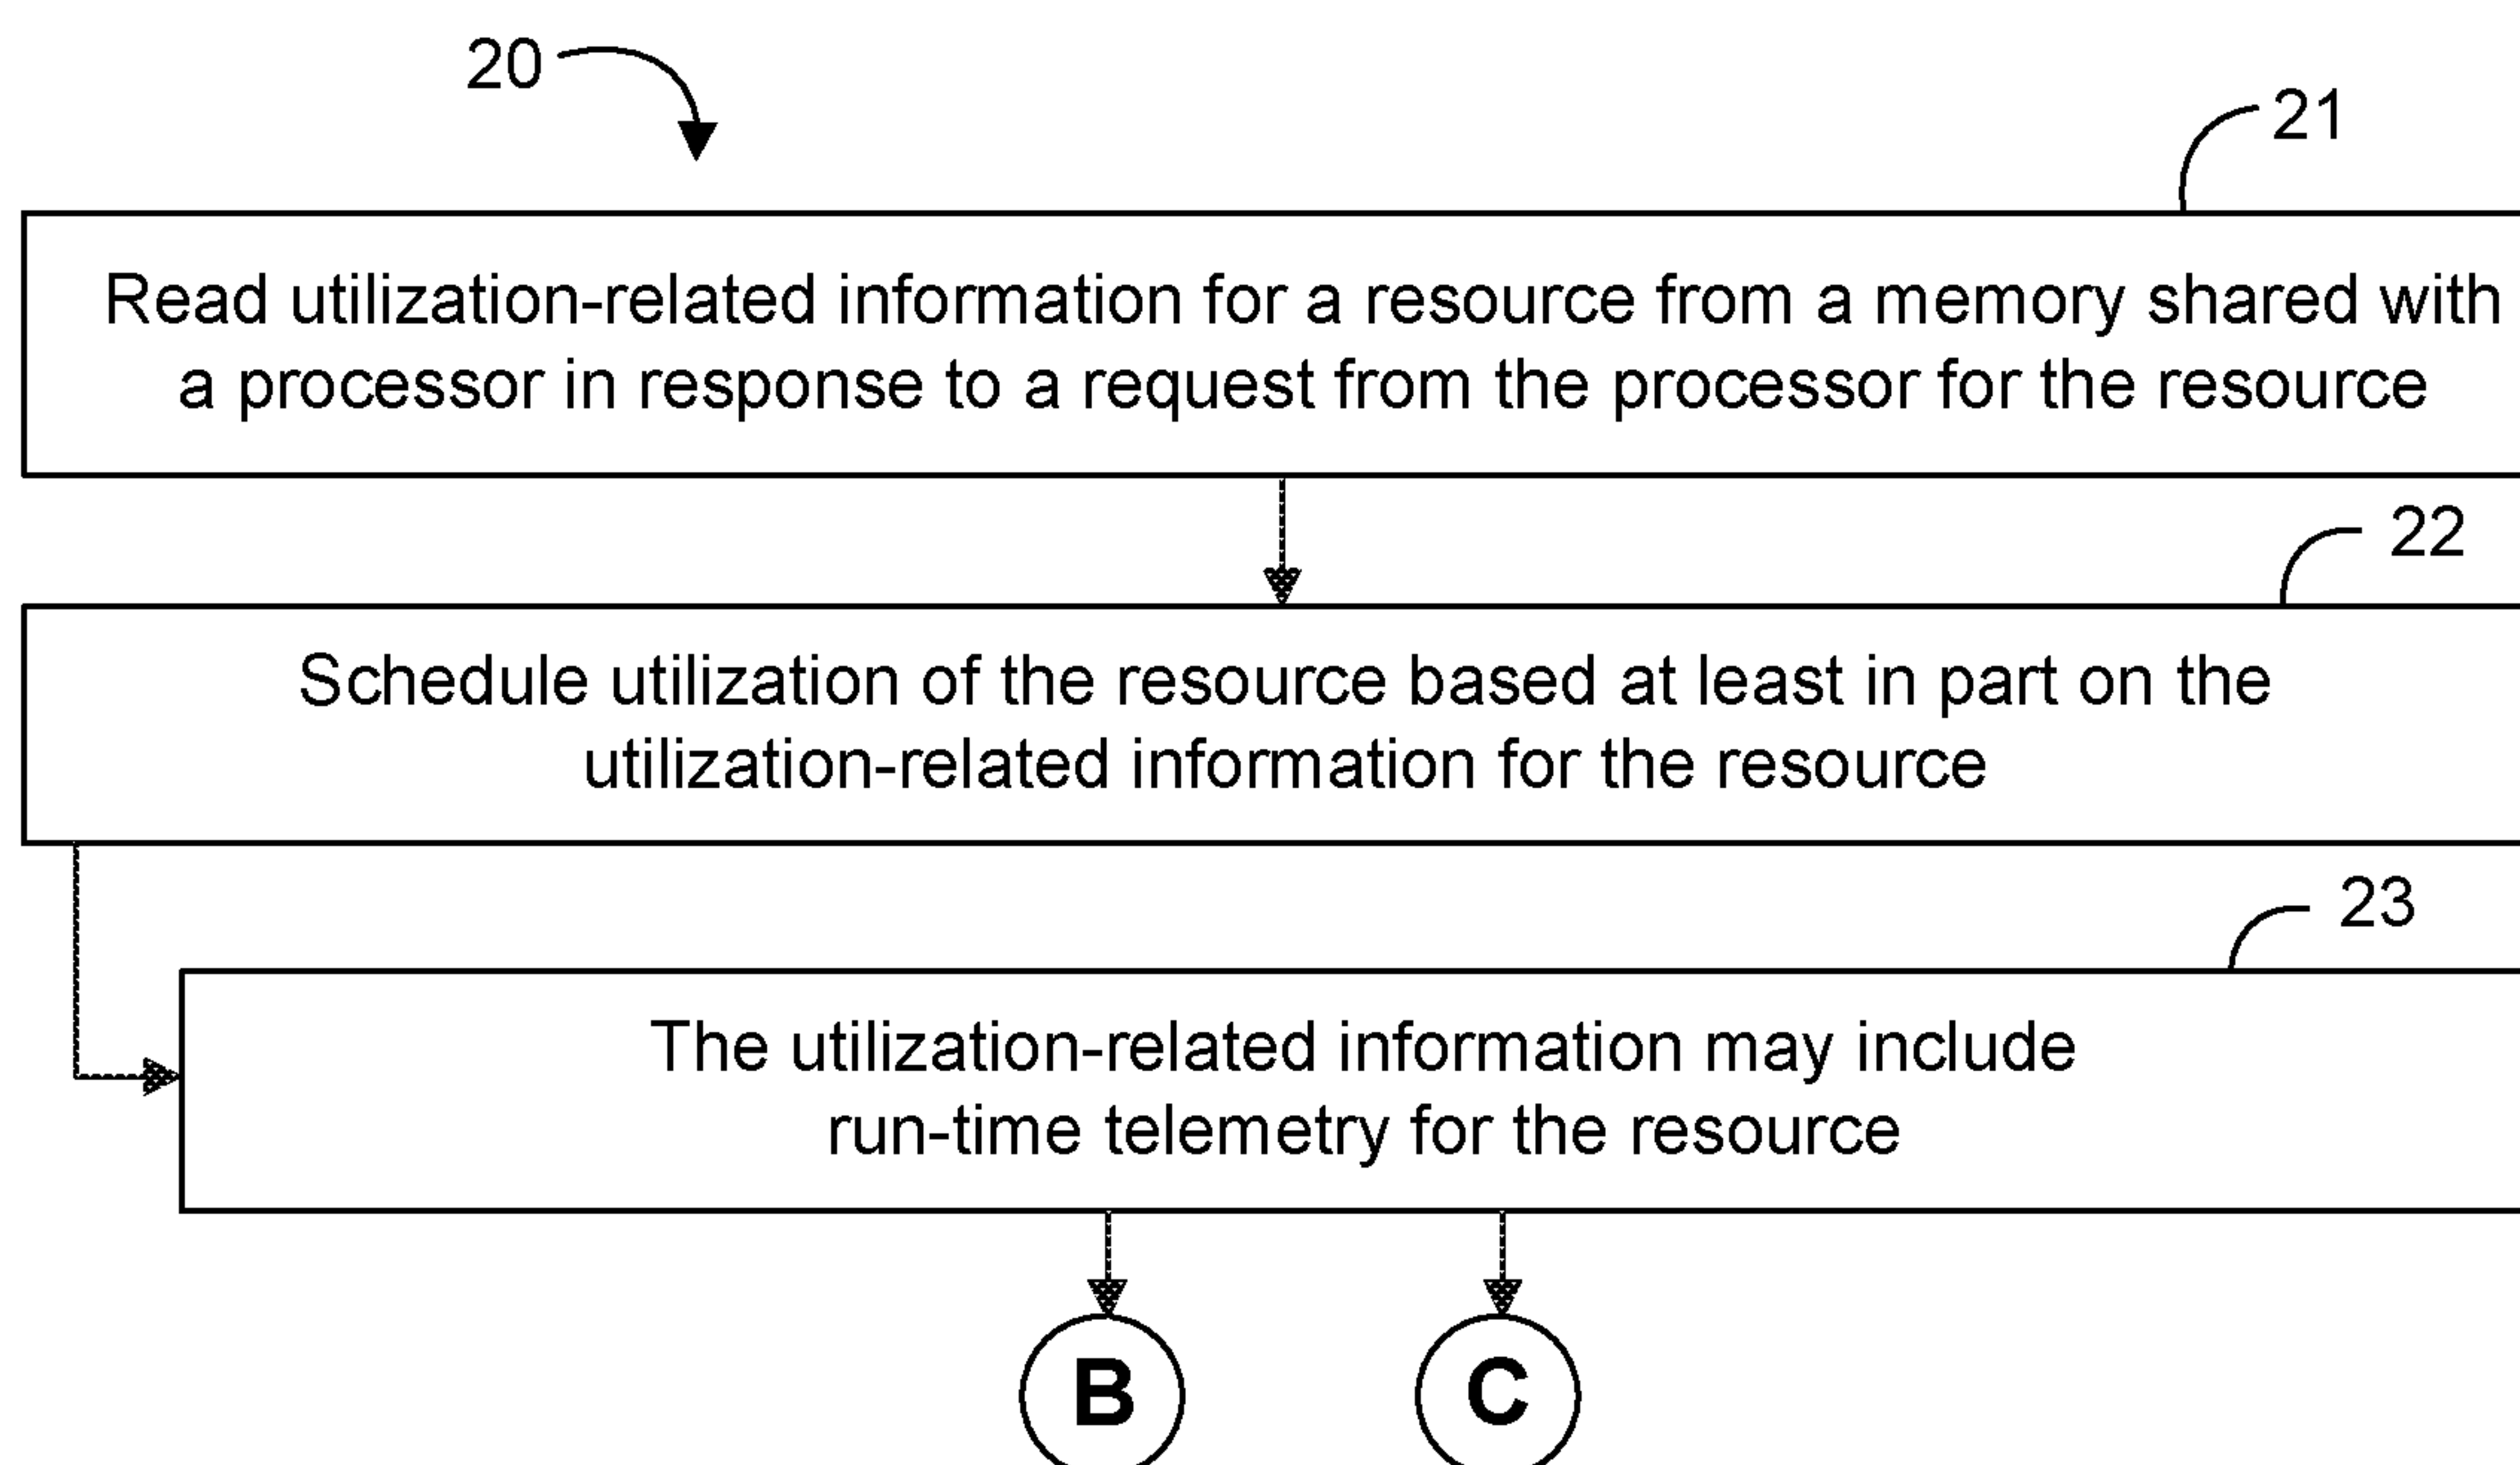 20
21
Read utilization-related information for a resource from a memory shared with
a processor in response to a request from the processor for the resource
22
Schedule utilization of the resource based at least in part on the
utilization-related information for the resource
23
The utilization-related information may include
run-time telemetry for the resource
B C